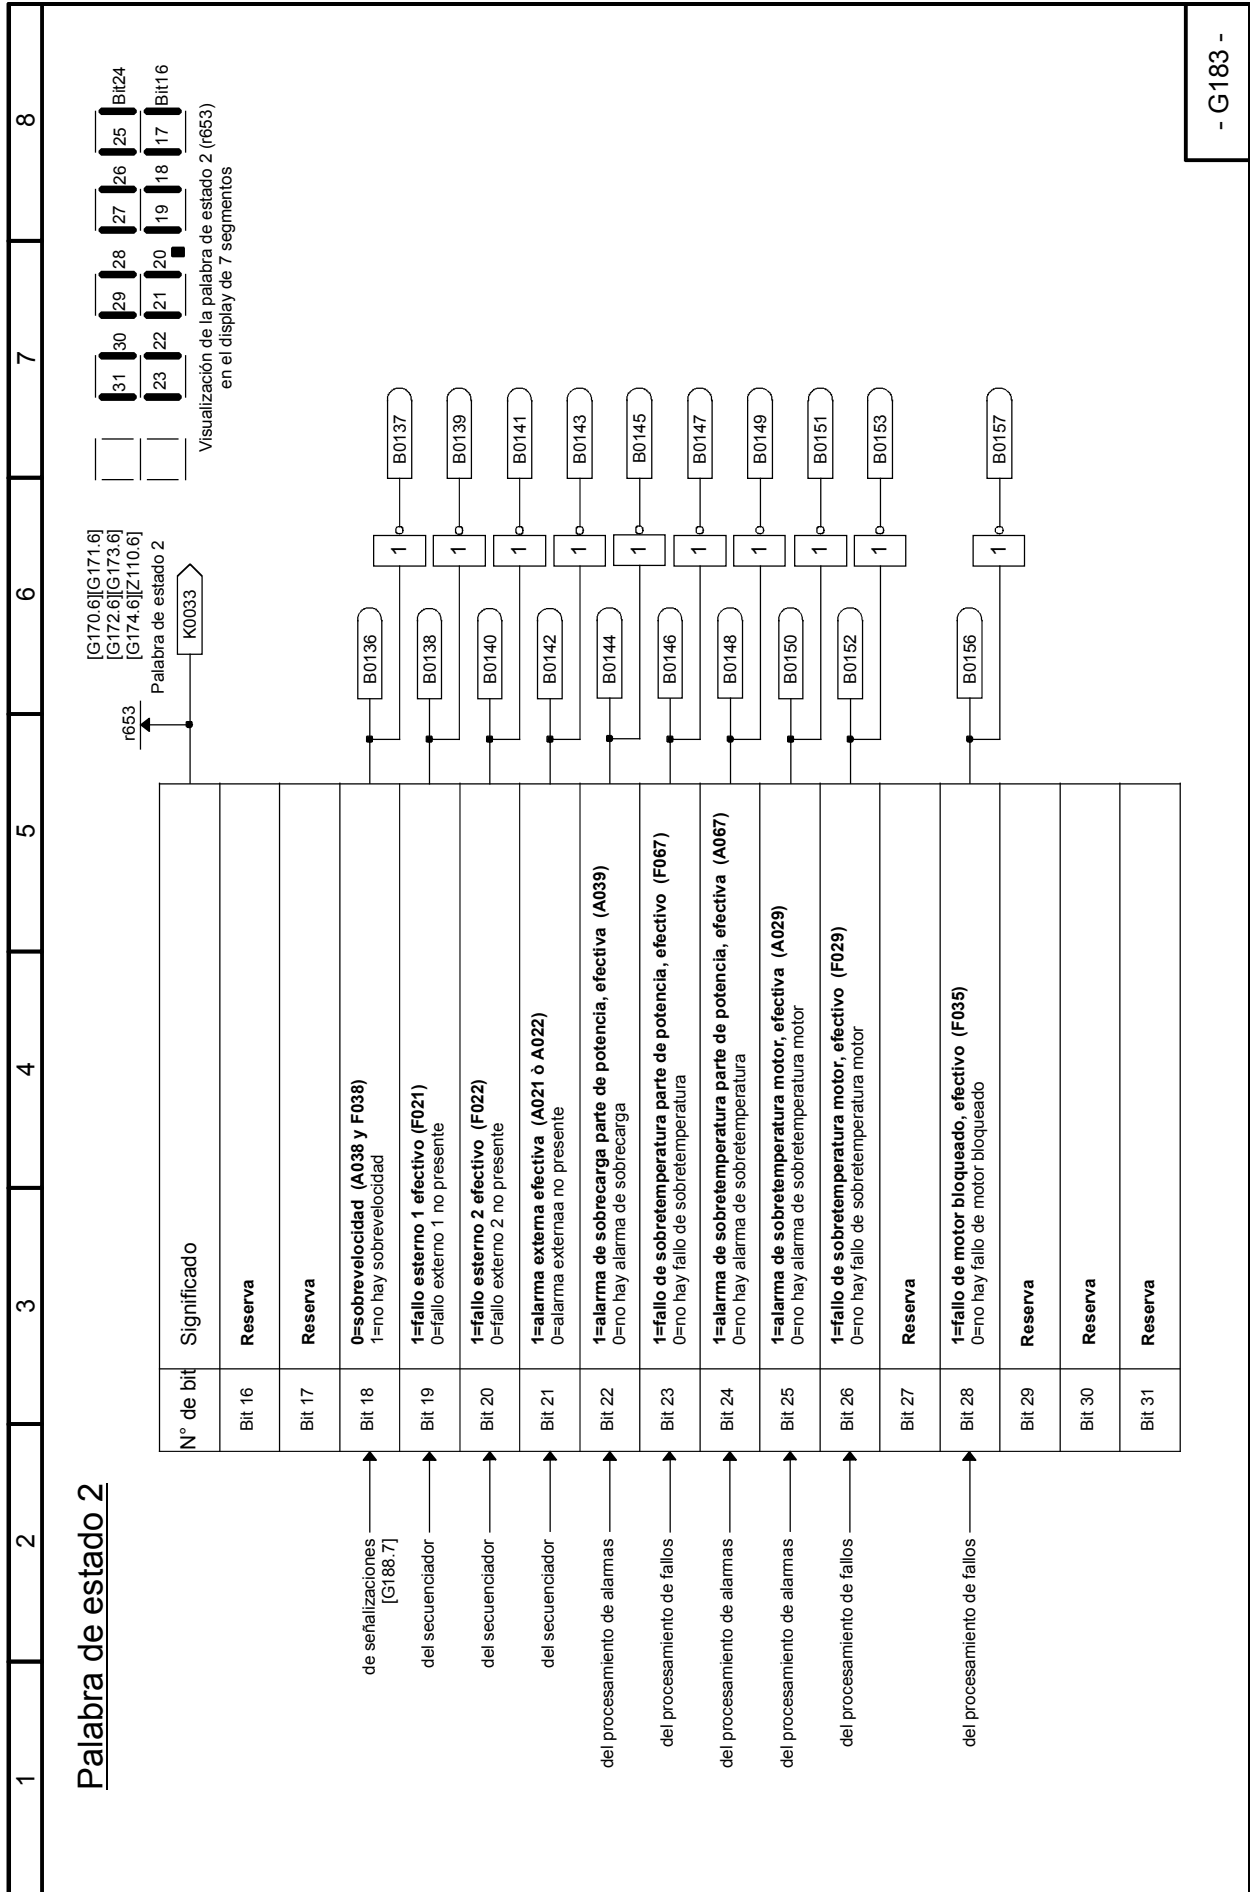 1 2 3 4 5 6 7 8
Palabra de estado 2
[G170.6][G171.6]
[G172.6][G173.6]
[G174.6][Z110.6]
r653
Palabra de estado 2
K0033
31 30 29 28 27 26 25 Bit24
23 22 21 20 19 18 17 Bit16
Visualización de la palabra de estado 2 (r653)
en el display de 7 segmentos
N° de bit Significado
Bit 16 Reserva
Bit 17 Reserva
de señalizaciones
[G188.7]
Bit 18 0=sobrevelocidad (A038 y F038)
1=no hay sobrevelocidad
B0136 1 B0137
del secuenciador Bit 19 1=fallo esterno 1 efectivo (F021)
0=fallo externo 1 no presente
B0138 1 B0139
del secuenciador Bit 20 1=fallo esterno 2 efectivo (F022)
0=fallo externo 2 no presente
B0140 1 B0141
del secuenciador Bit 21 1=alarma externa efectiva (A021 ò A022)
0=alarma externaa no presente
B0142 1 B0143
del procesamiento de alarmas Bit 22 1=alarma de sobrecarga parte de potencia, efectiva (A039)
0=no hay alarma de sobrecarga
B0144 1 B0145
del procesamiento de fallos Bit 23 1=fallo de sobretemperatura parte de potencia, efectivo (F067)
0=no hay fallo de sobretemperatura
B0146 1 B0147
del procesamiento de alarmas Bit 24 1=alarma de sobretemperatura parte de potencia, efectiva (A067)
0=no hay alarma de sobretemperatura
B0148 1 B0149
del procesamiento de alarmas Bit 25 1=alarma de sobretemperatura motor, efectiva (A029)
0=no hay alarma de sobretemperatura motor
B0150 1 B0151
del procesamiento de fallos Bit 26 1=fallo de sobretemperatura motor, efectivo (F029)
0=no hay fallo de sobretemperatura motor
B0152 1 B0153
Bit 27 Reserva
del procesamiento de fallos Bit 28 1=fallo de motor bloqueado, efectivo (F035)
0=no hay fallo de motor bloqueado
B0156 1 B0157
Bit 29 Reserva
Bit 30 Reserva
Bit 31 Reserva
- G183 -